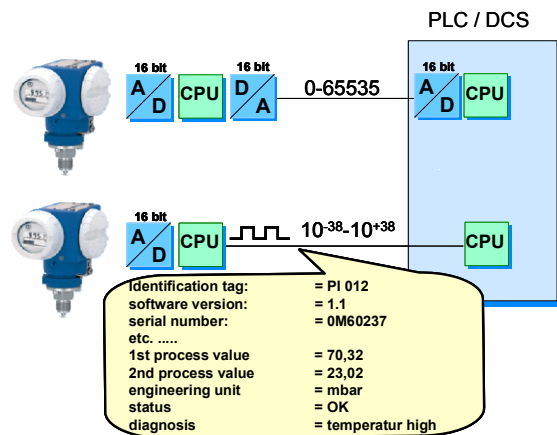 PLC / DCS
16 bit 16 bit 16 bit
A D CPU D A 0-65535 A D CPU
16 bit
A D CPU 10-38-10+38 CPU
Identification tag: = PI 012
software version: = 1.1
serial number: = 0M60237
etc. .....
1st process value = 70,32
2nd process value = 23,02
engineering unit = mbar
status = OK
diagnosis = temperatur high